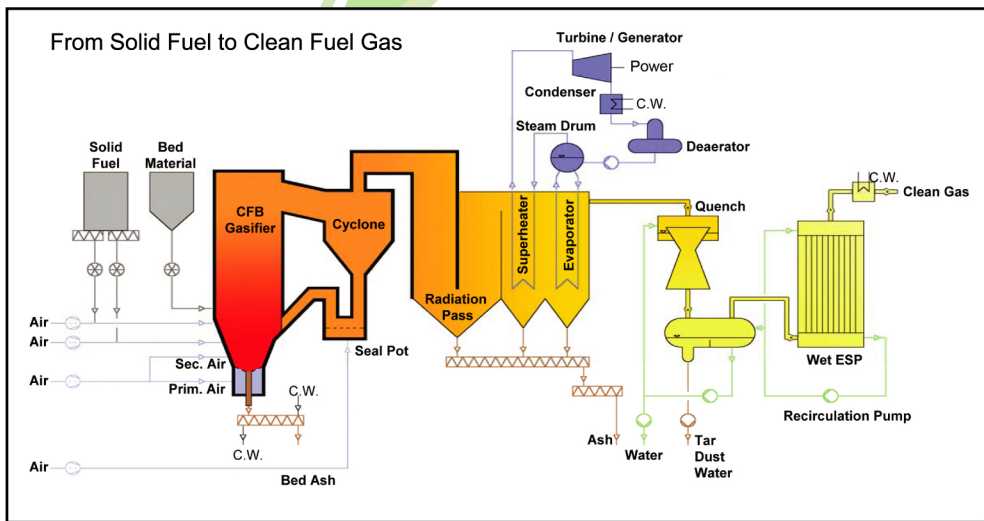 From Solid Fuel to Clean Fuel Gas
Turbine / Generator
Power
Condenser
C.W.
Steam Drum
Deaerator
Solid
Fuel
Bed
Material
C.W.
Clean Gas
CFB
Gasifier
Cyclone
Superheater
Evaporator
Quench
Radiation
Pass
Air
Air
Seal Pot
Sec. Air
Wet ESP
Air
Prim. Air
C.W.
Recirculation Pump
C.W.
Ash
Water
Tar
Dust
Water
Air
Bed Ash